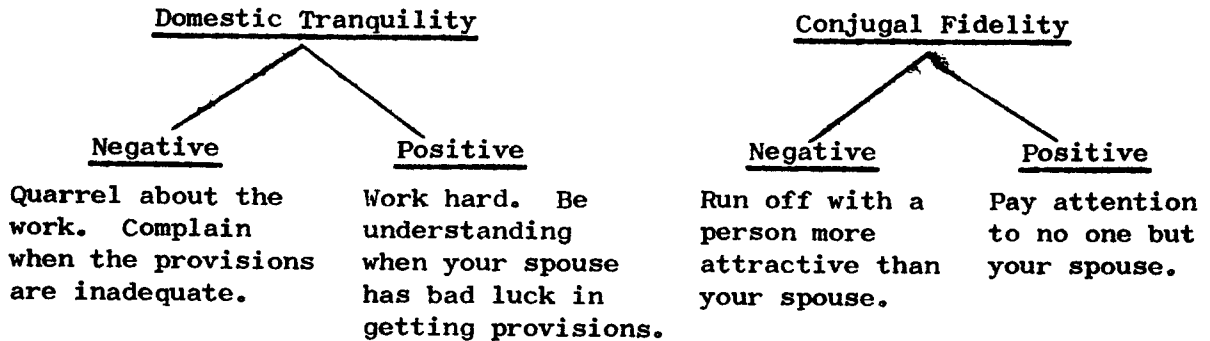 Domestic Tranquility
Negative
Quarrel about the
work. Complain
when the provisions
are inadequate.
Positive
Work hard. Be
understanding
when your spouse
has bad luck in
getting provisions.
Conjugal Fidelity
Negative
Run off with a
person more
attractive than
your spouse.
Positive
Pay attention
to no one but
your spouse.